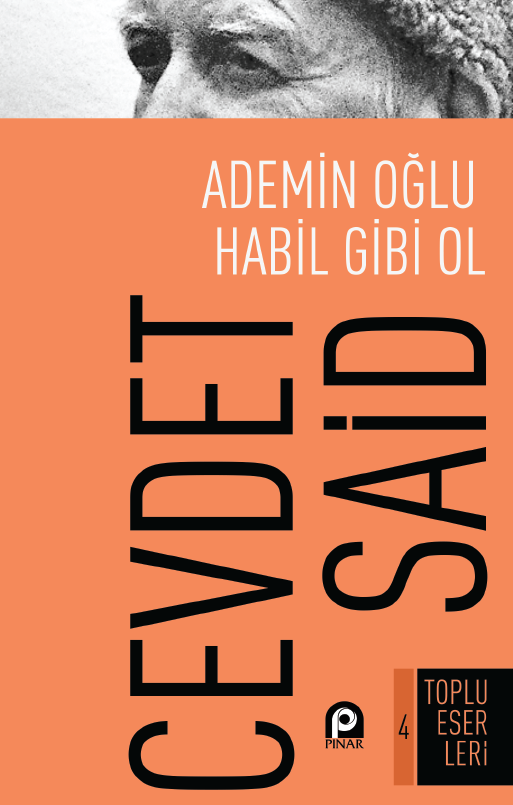 ADEMİN OĞLU
HABİL GİBİ OL
CEVDET
SAİD
PINAR
4
TOPLU
ESER
LERİ